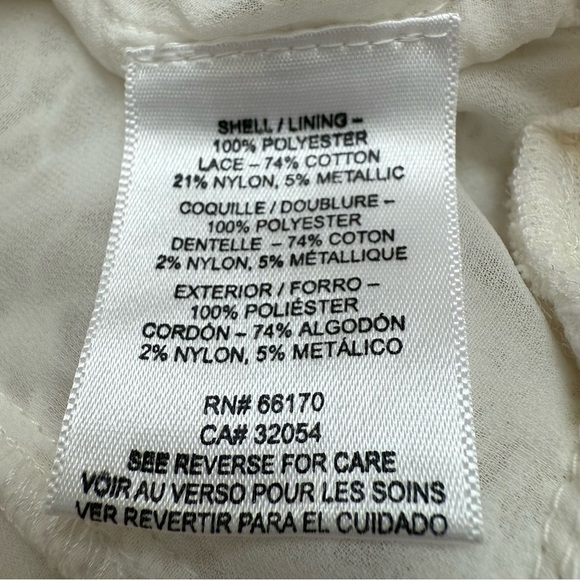 SHELL / LINING –
100% POLYESTER
LACE – 74% COTTON
21% NYLON, 5% METALLIC
COQUILLE / DOUBLURE –
100% POLYESTER
DENTELLE – 74% COTON
2% NYLON, 5% MÉTALLIQUE
EXTERIOR / FORRO –
100% POLIÉSTER
CORDÓN – 74% ALGODÓN
2% NYLON, 5% METÁLICO
RN# 66170
CA# 32054
SEE REVERSE FOR CARE
VOIR AU VERSO POUR LES SOINS
VER REVERTIR PARA EL CUIDADO